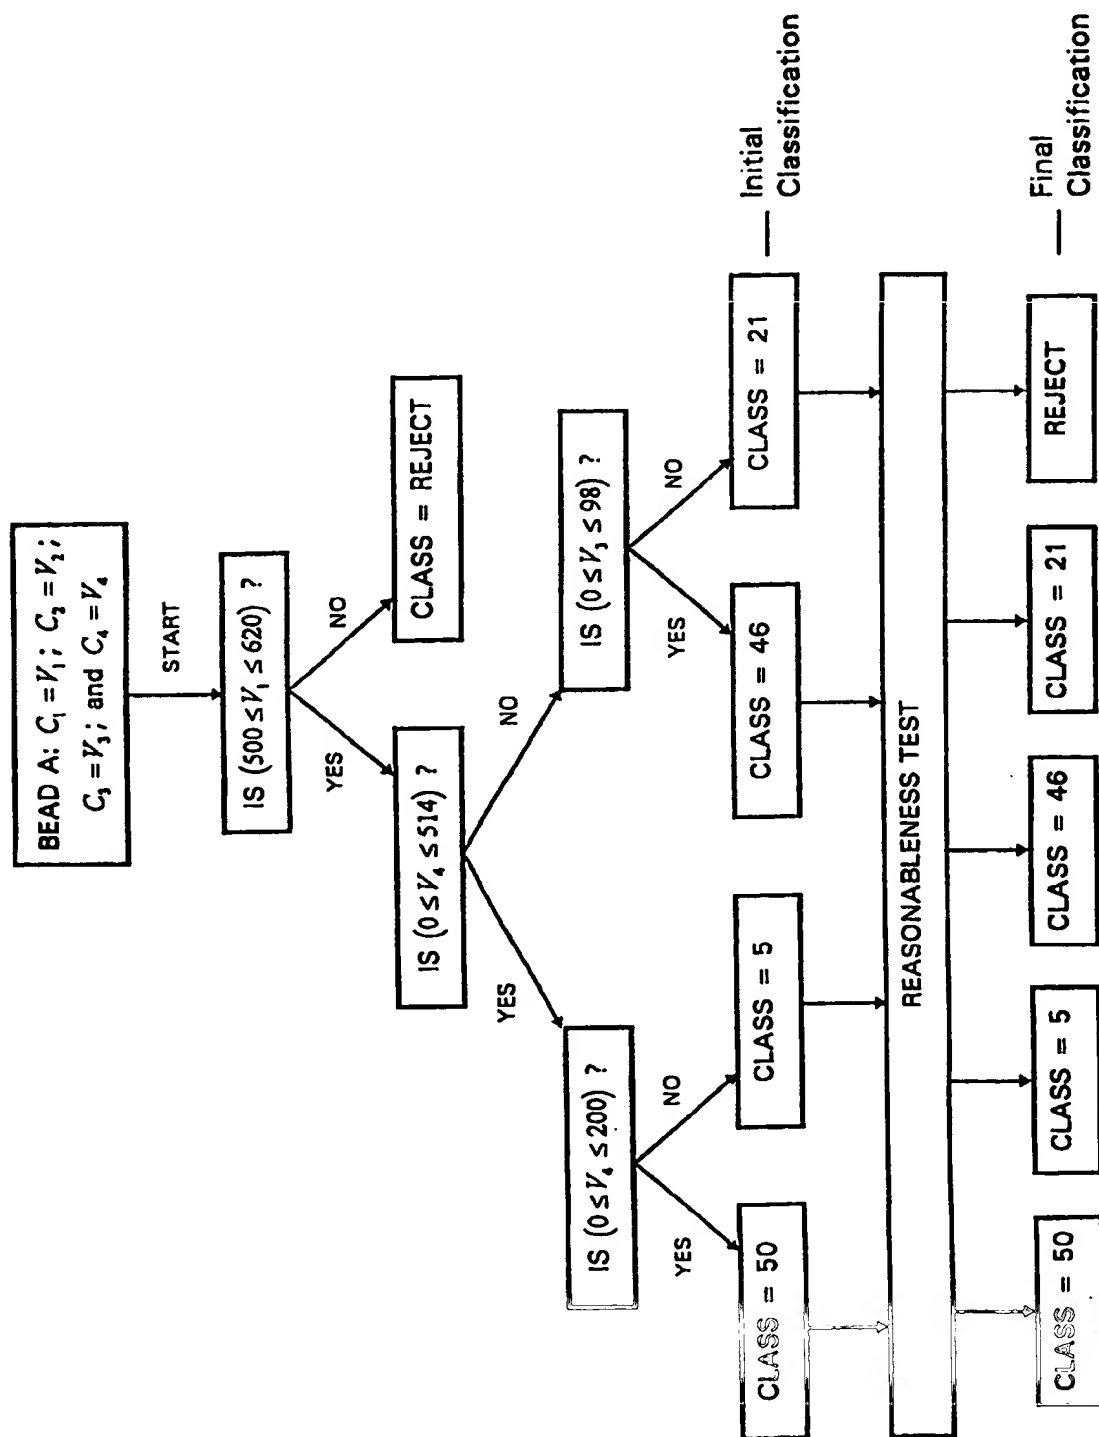 BEAD A: C₁ = V₁; C₂ = V₂;
C₃ = V₃; and C₄ = V₄
START
IS (500 ≤ V₁ ≤ 620) ?
YES
NO
IS (0 ≤ V₄ ≤ 514) ?
CLASS = REJECT
YES
NO
IS (0 ≤ V₄ ≤ 200) ?
IS (0 ≤ V₃ ≤ 98) ?
YES
NO
YES
NO
CLASS = 50
CLASS = 5
CLASS = 46
CLASS = 21
Initial
Classification
REASONABLENESS TEST
CLASS = 50
CLASS = 5
CLASS = 46
CLASS = 21
REJECT
Final
Classification